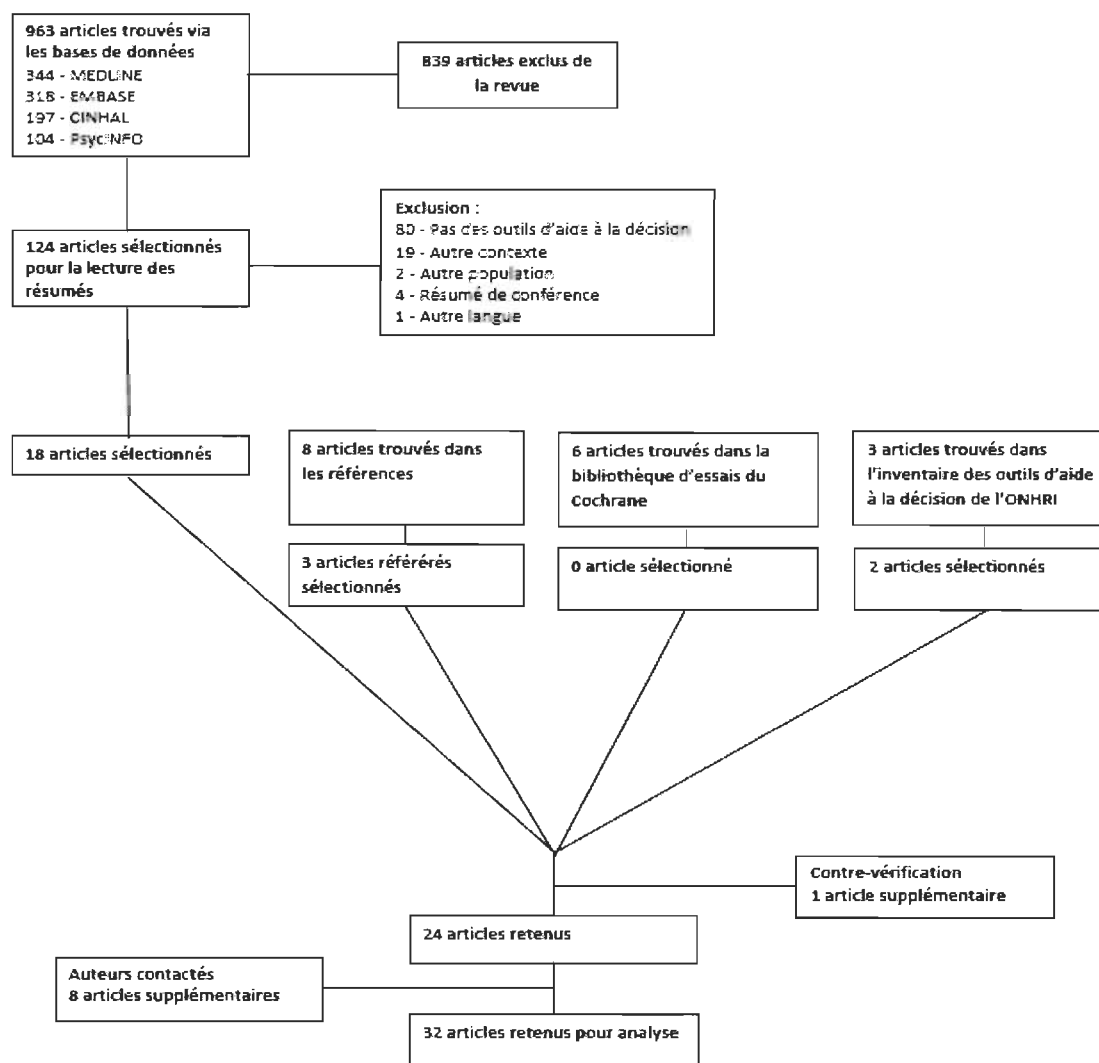 963 articles trouvés via
les bases de données
344 - MEDLINE
318 - EMBASE
197 - CINHAL
104 - PsycINFO
839 articles exclus de
la revue
124 articles sélectionnés
pour la lecture des
résumés
Exclusion :
80 - Pas des outils d'aide à la décision
19 - Autre contexte
2 - Autre population
4 - Résumé de conférence
1 - Autre langue
18 articles sélectionnés
8 articles trouvés dans
les références
6 articles trouvés dans la
bibliothèque d'essais du
Cochrane
3 articles trouvés dans
l'inventaire des outils d'aide
à la décision de l'ONHRI
3 articles référérés
sélectionnés
0 article sélectionné
2 articles sélectionnés
Contre-vérification
1 article supplémentaire
24 articles retenus
Auteurs contactés
8 articles supplémentaires
32 articles retenus pour analyse